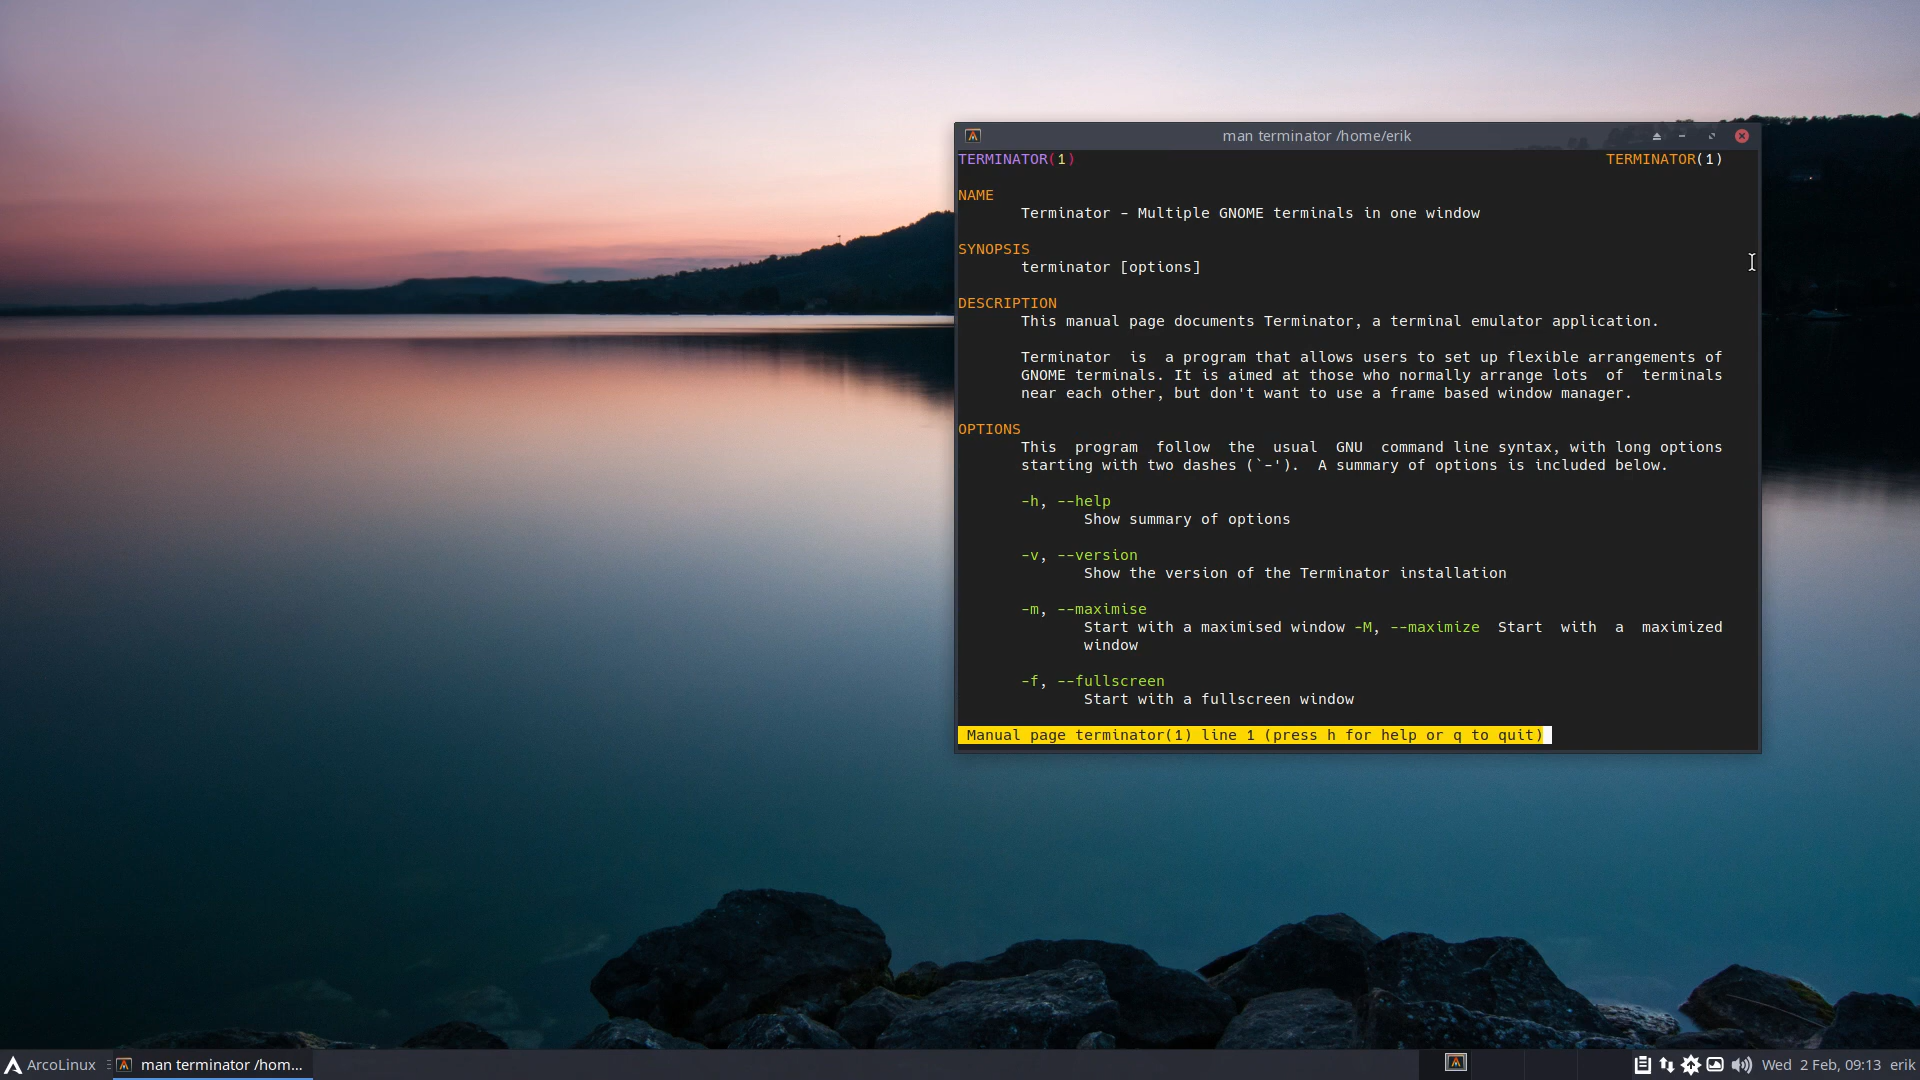 man terminator /home/erik
TERMINATOR(1) TERMINATOR(1)
NAME
Terminator - Multiple GNOME terminals in one window
SYNOPSIS
terminator [options]
DESCRIPTION
This manual page documents Terminator, a terminal emulator application.
Terminator is a program that allows users to set up flexible arrangements of
GNOME terminals. It is aimed at those who normally arrange lots of terminals
near each other, but don't want to use a frame based window manager.
OPTIONS
This program follow the usual GNU command line syntax, with long options
starting with two dashes (`-'). A summary of options is included below.
-h, --help
Show summary of options
-v, --version
Show the version of the Terminator installation
-m, --maximise
Start with a maximised window -M, --maximize Start with a maximized
window
-f, --fullscreen
Start with a fullscreen window
Manual page terminator(1) line 1 (press h for help or q to quit)
ArcoLinux man terminator /hom... Wed 2 Feb, 09:13 erik